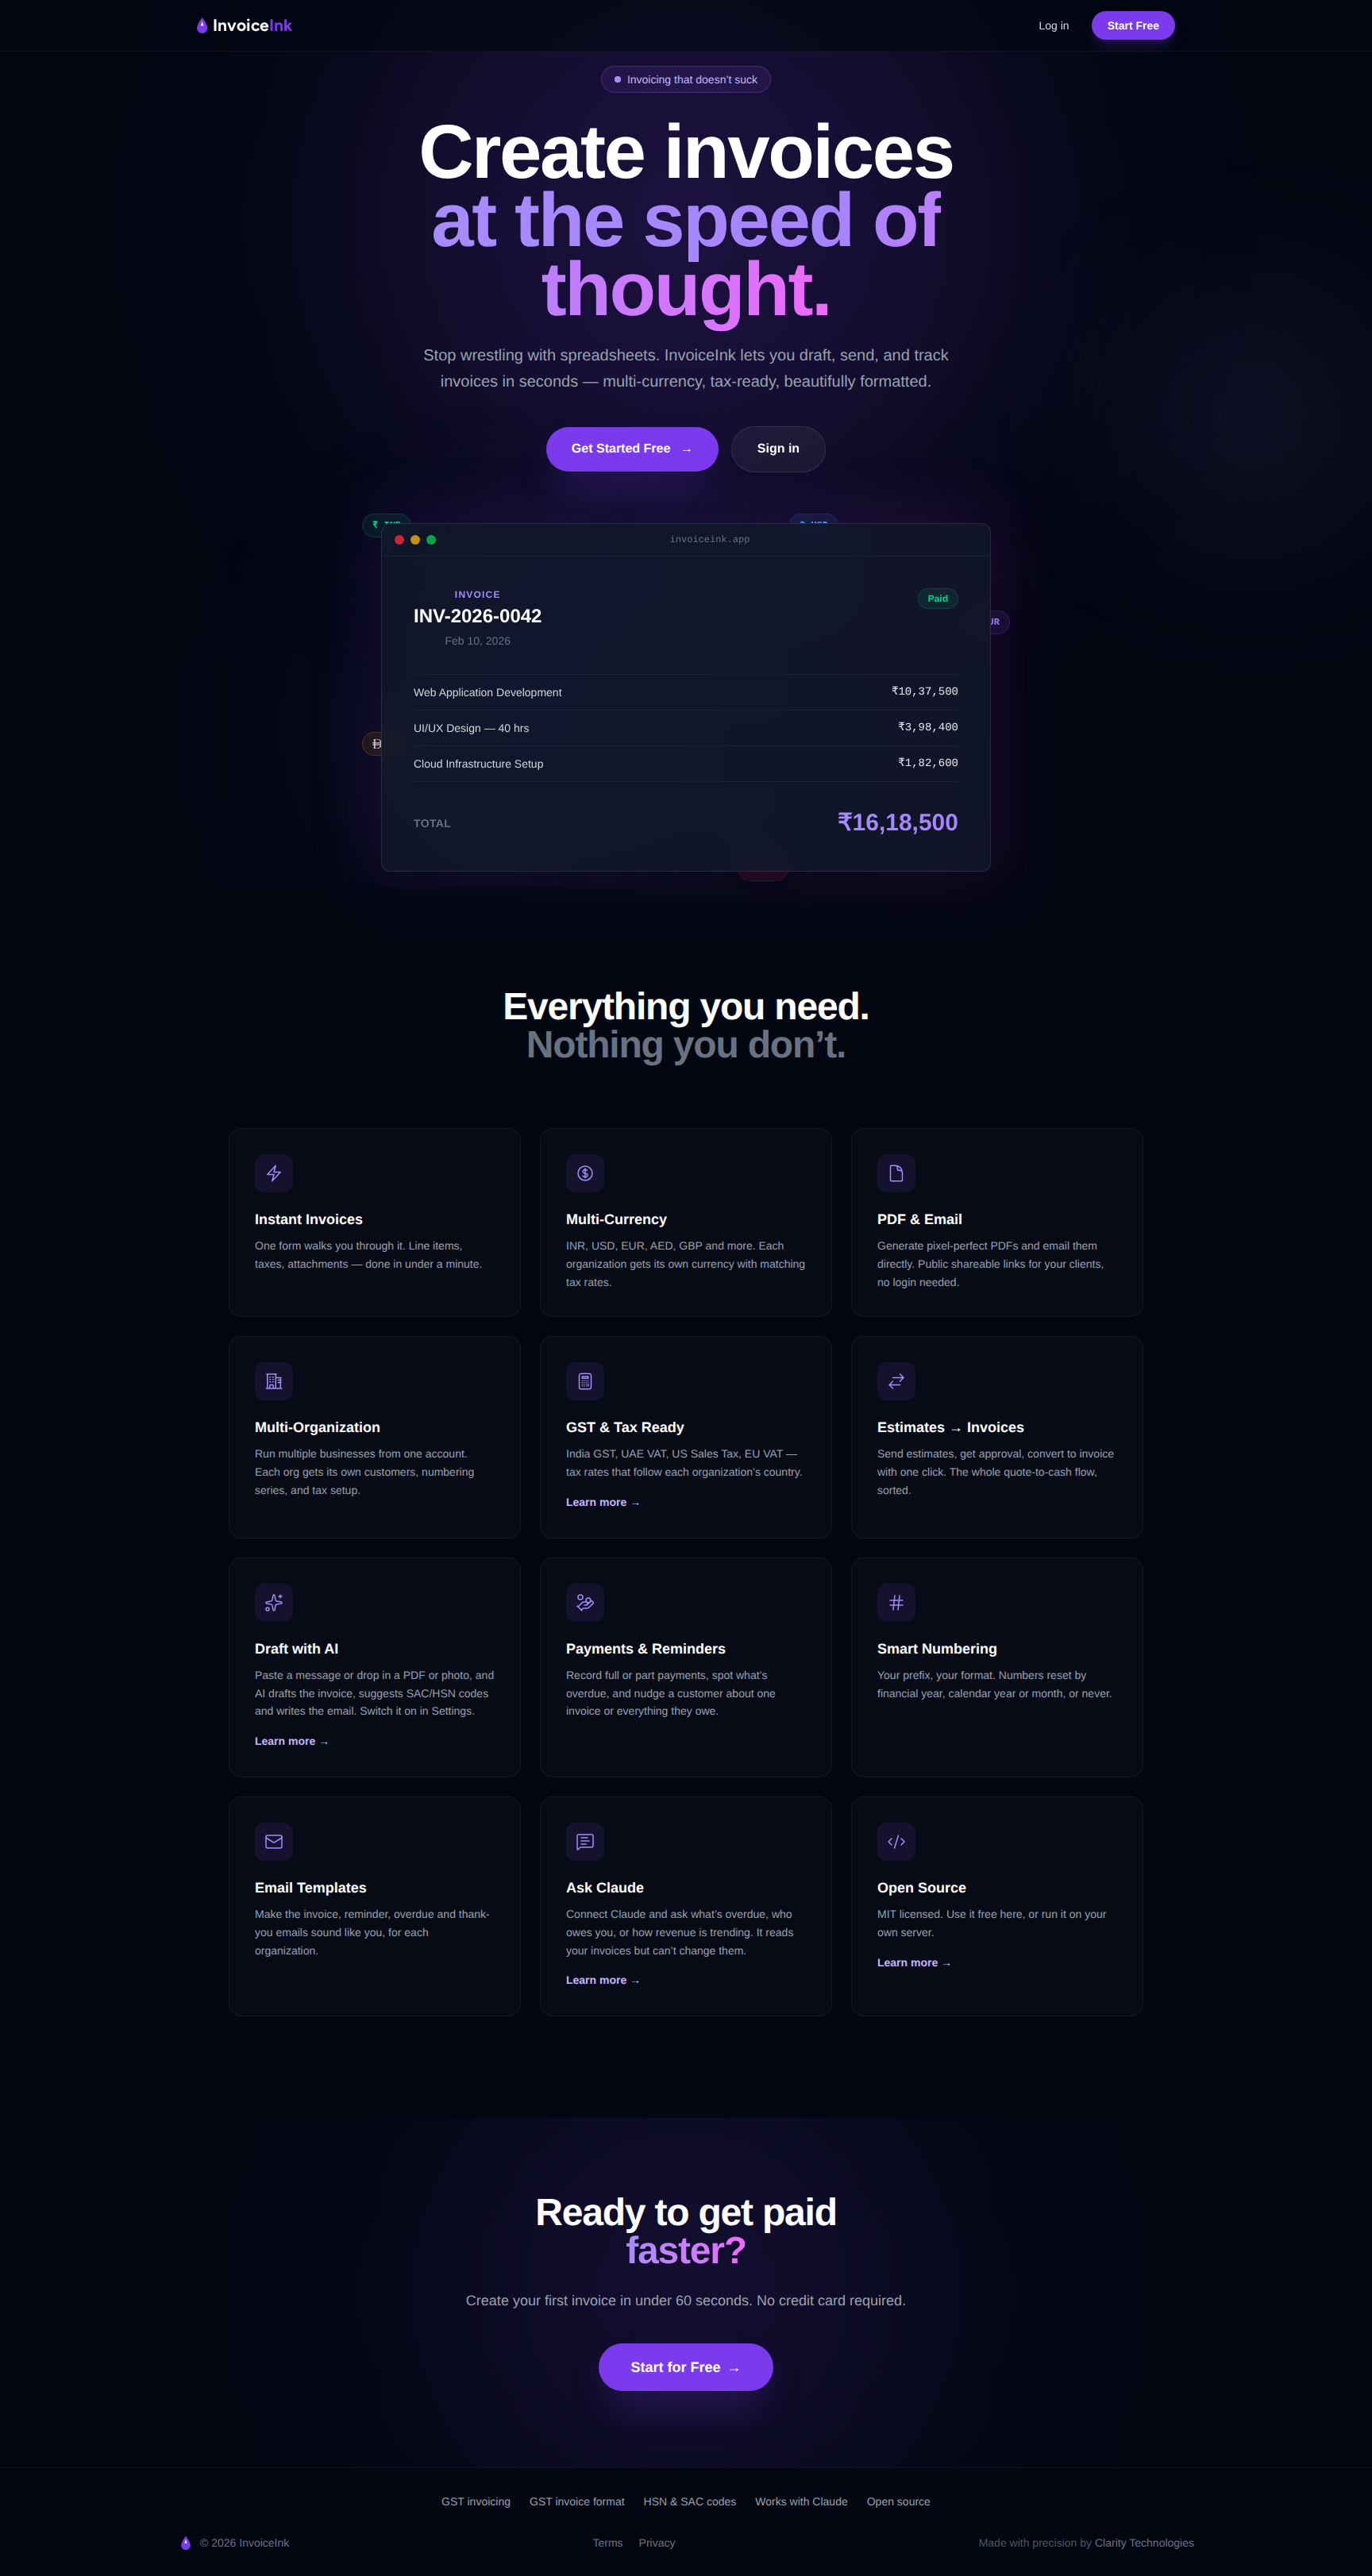 InvoiceInk
Log in
Start Free
Invoicing that doesn’t suck
Create invoices
at the speed of
thought.
Stop wrestling with spreadsheets. InvoiceInk lets you draft, send, and track
invoices in seconds — multi-currency, tax-ready, beautifully formatted.
Get Started Free →
Sign in
invoiceink.app
INVOICE
INV-2026-0042
Feb 10, 2026
Paid
Web Application Development
₹10,37,500
UI/UX Design — 40 hrs
₹3,98,400
Cloud Infrastructure Setup
₹1,82,600
TOTAL
₹16,18,500
Everything you need.
Nothing you don’t.
Instant Invoices
One form walks you through it. Line items,
taxes, attachments — done in under a minute.
Multi-Currency
INR, USD, EUR, AED, GBP and more. Each
organization gets its own currency with matching
tax rates.
PDF & Email
Generate pixel-perfect PDFs and email them
directly. Public shareable links for your clients,
no login needed.
Multi-Organization
Run multiple businesses from one account.
Each org gets its own customers, numbering
series, and tax setup.
GST & Tax Ready
India GST, UAE VAT, US Sales Tax, EU VAT —
tax rates that follow each organization’s country.
Learn more →
Estimates → Invoices
Send estimates, get approval, convert to invoice
with one click. The whole quote-to-cash flow,
sorted.
Draft with AI
Paste a message or drop in a PDF or photo, and
AI drafts the invoice, suggests SAC/HSN codes
and writes the email. Switch it on in Settings.
Learn more →
Payments & Reminders
Record full or part payments, spot what’s
overdue, and nudge a customer about one
invoice or everything they owe.
Smart Numbering
Your prefix, your format. Numbers reset by
financial year, calendar year or month, or never.
Email Templates
Make the invoice, reminder, overdue and thank-
you emails sound like you, for each
organization.
Ask Claude
Connect Claude and ask what’s overdue, who
owes you, or how revenue is trending. It reads
your invoices but can’t change them.
Learn more →
Open Source
MIT licensed. Use it free here, or run it on your
own server.
Learn more →
Ready to get paid
faster?
Create your first invoice in under 60 seconds. No credit card required.
Start for Free →
GST invoicing
GST invoice format
HSN & SAC codes
Works with Claude
Open source
© 2026 InvoiceInk
Terms
Privacy
Made with precision by Clarity Technologies